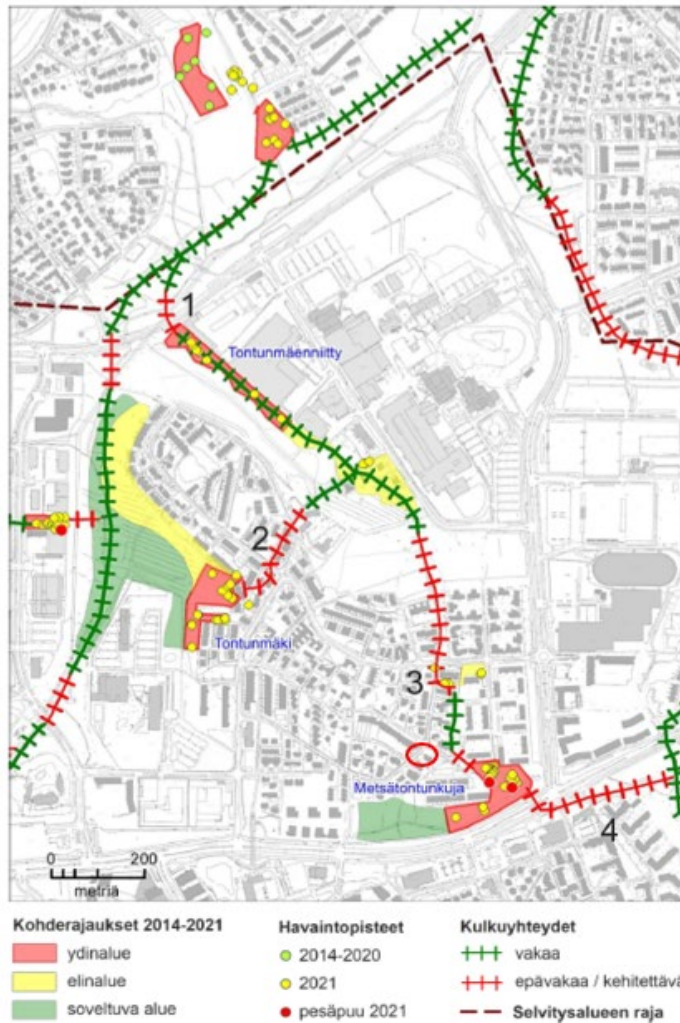 1
Tontunmäenniitty
2
Tontunmäki
3
Metsätontunkuja
4
0 200
metriä
Kohderajaukset 2014-2021
ydinalue
elinalue
soveltuva alue
Havaintopisteet
2014-2020
2021
pesäpuu 2021
Kulkuyhteydet
vakaa
epävakaa / kehitettävä
Selvitysalueen raja